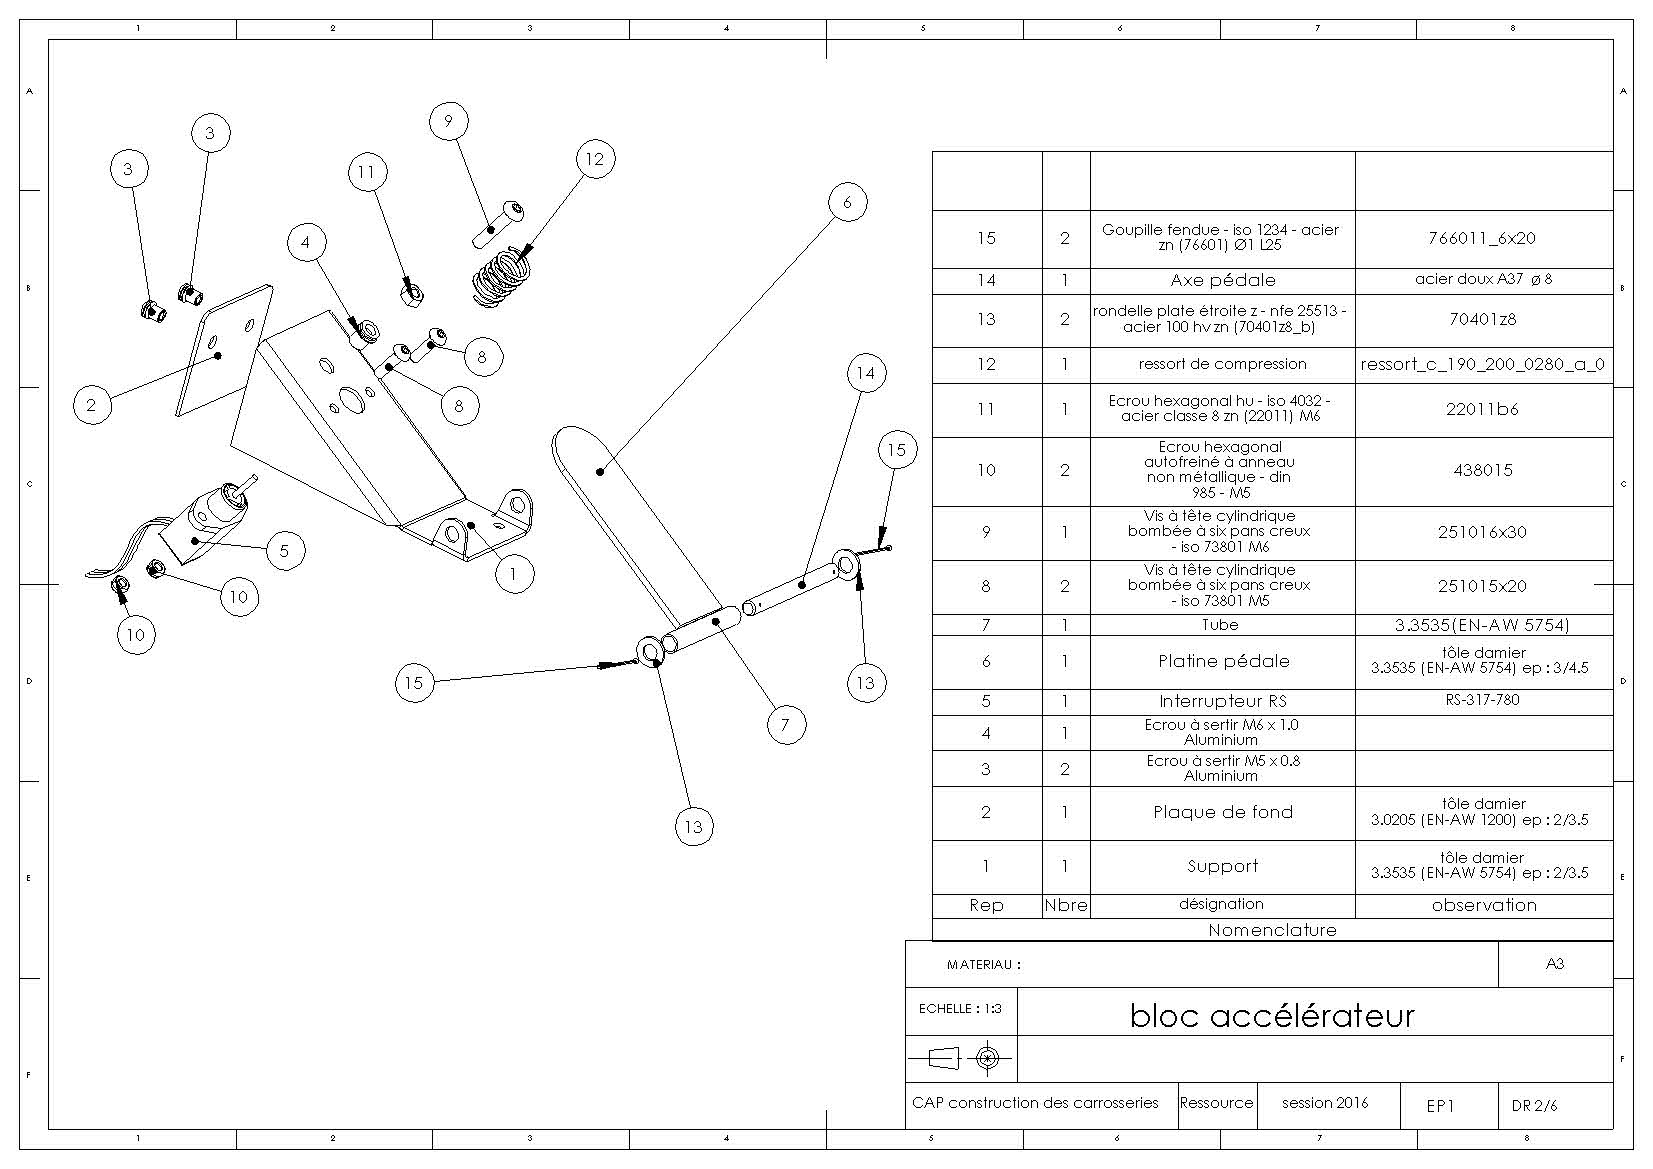 1 2 3 4 5 6 7 8
A A
9
3
3
12
11
6
4
B B
8
2
8
14
15
C C
5
1
10
10
15
13
D D
7
13
E E
F F
15 2 Goupille fendue - iso 1234 - acier
zn (76601) Ø1 L25 766011_6x20
14 1 Axe pédale acier doux A37 ø 8
13 2 rondelle plate étroite z - nfe 25513 -
acier 100 hv zn (70401z8_b) 70401z8
12 1 ressort de compression ressort_c_190_200_0280_a_0
11 1 Ecrou hexagonal hu - iso 4032 -
acier classe 8 zn (22011) M6 22011b6
10 2 Ecrou hexagonal
autofreiné à anneau
non métallique - din
985 - M5 438015
9 1 Vis à tête cylindrique
bombée à six pans creux
- iso 73801 M6 251016x30
8 2 Vis à tête cylindrique
bombée à six pans creux
- iso 73801 M5 251015x20
7 1 Tube 3.3535(EN-AW 5754)
6 1 Platine pédale tôle damier
3.3535 (EN-AW 5754) ep : 3/4.5
5 1 Interrupteur RS RS-317-780
4 1 Ecrou à sertir M6 x 1.0
Aluminium
3 2 Ecrou à sertir M5 x 0.8
Aluminium
2 1 Plaque de fond tôle damier
3.0205 (EN-AW 1200) ep : 2/3.5
1 1 Support tôle damier
3.3535 (EN-AW 5754) ep : 2/3.5
Rep Nbre désignation observation
Nomenclature
MATERIAU : A3
ECHELLE : 1:3
bloc accélérateur
CAP construction des carrosseries Ressource session 2016 EP1 DR 2/6
1 2 3 4 5 6 7 8